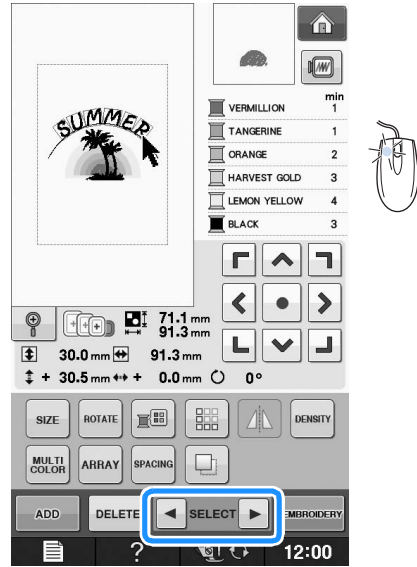 SUMMER
min
VERMILLION 1
TANGERINE 1
ORANGE 2
HARVEST GOLD 3
LEMON YELLOW 4
BLACK 3
71.1 mm
91.3 mm
30.0 mm 91.3 mm
+ 30.5 mm + 0.0 mm 0°
SIZE ROTATE DENSITY
MULTI COLOR ARRAY SPACING
ADD DELETE SELECT EMBROIDERY
? 12:00